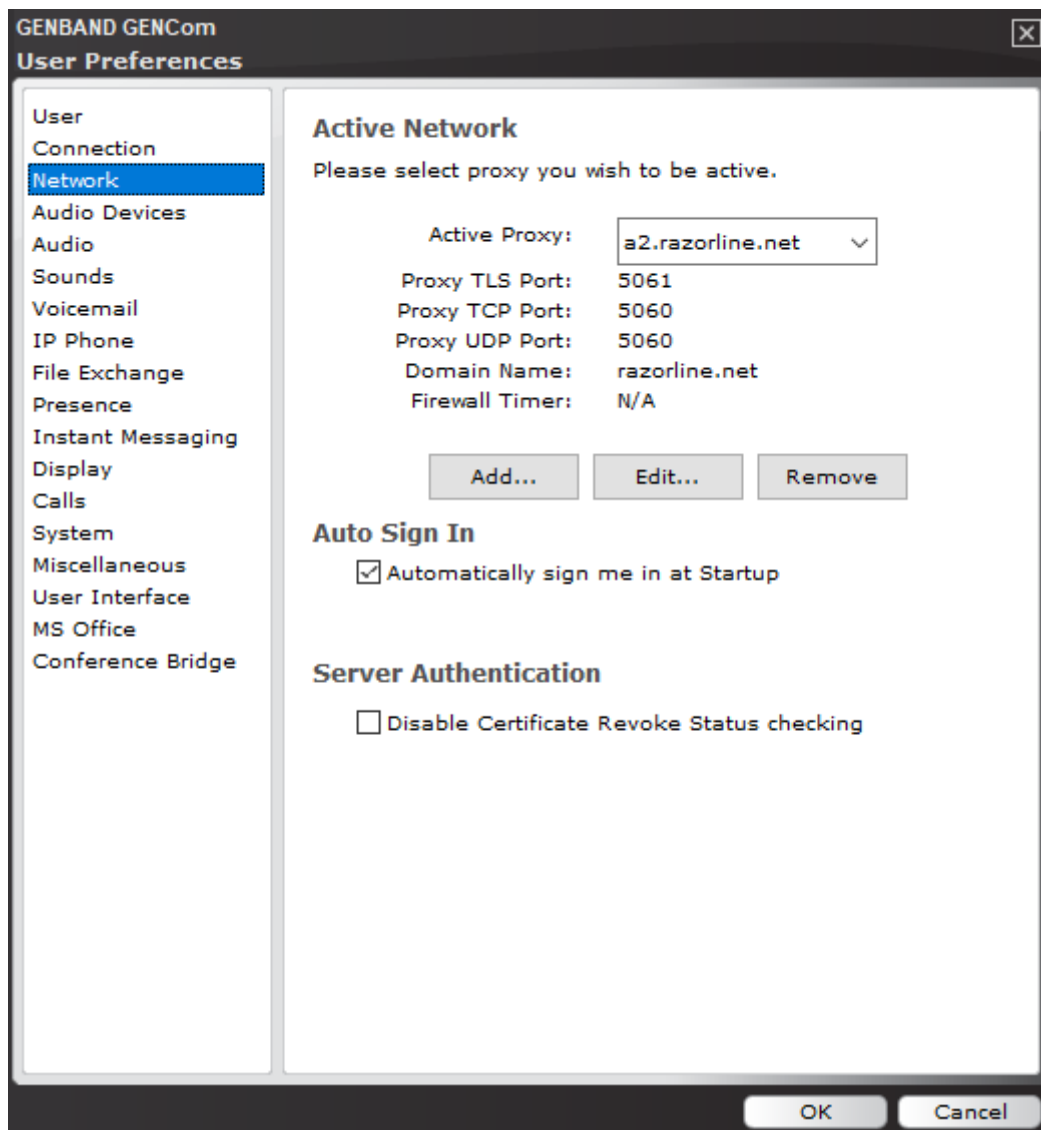 GENBAND GENCom
User Preferences
User
Connection
Network
Audio Devices
Audio
Sounds
Voicemail
IP Phone
File Exchange
Presence
Instant Messaging
Display
Calls
System
Miscellaneous
User Interface
MS Office
Conference Bridge
Active Network
Please select proxy you wish to be active.
Active Proxy: a2.razorline.net
Proxy TLS Port: 5061
Proxy TCP Port: 5060
Proxy UDP Port: 5060
Domain Name: razorline.net
Firewall Timer: N/A
Add... Edit... Remove
Auto Sign In
Automatically sign me in at Startup
Server Authentication
Disable Certificate Revoke Status checking
OK Cancel